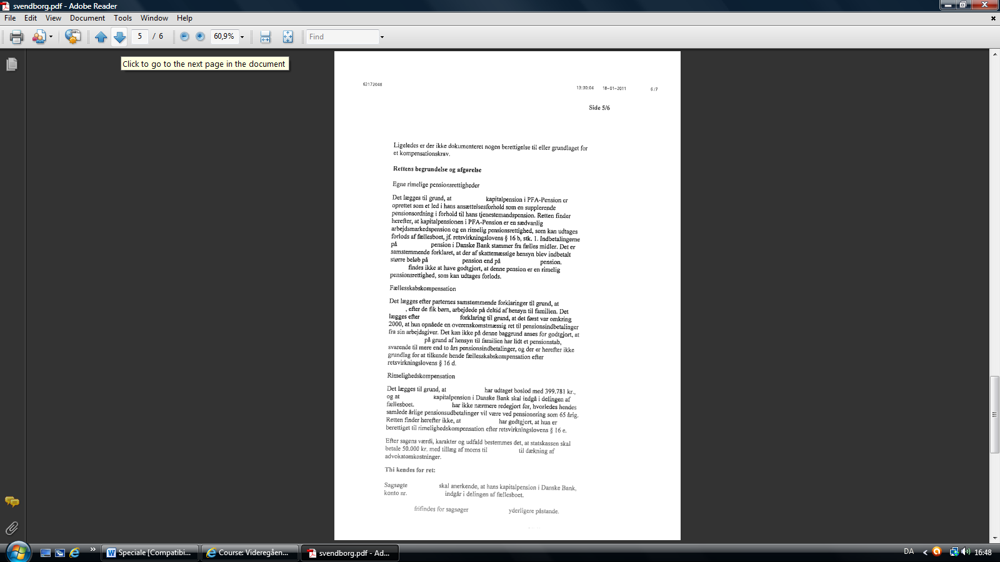 svendborg.pdf - Adobe Reader
File Edit View Document Tools Window Help
5 / 6 60,9% Find
Click to go to the next page in the document
62172048 13:30:04 18-01-2011 6/7
Side 5/6
Ligeledes er der ikke dokumenteret nogen berettigelse til eller grundlaget for
et kompensationskrav.
Rettens begrundelse og afgørelse
Egne rimelige pensionsrettigheder
Det lægges til grund, at kapitalpension i PFA-Pension er
oprettet som et led i hans ansættelsesforhold som en supplerende
pensionsordning i forhold til hans tjenestemandspension. Retten finder
herefter, at kapitalpensionen i PFA-Pension er en sædvanlig
arbejdsmarkedspension og en rimelig pensionsrettighed, som kan udtages
forlods af fællesboet, jf. retsvirkningslovens § 16 b, stk. 1. Indbetalingerne
på pension i Danske Bank stammer fra fælles midler. Det er
samstemmende forklaret, at der af skattemæssige hensyn blev indbetalt
større beløb på pension end på pension.
findes ikke at have godtgjort, at denne pension er en rimelig
pensionsrettighed, som kan udtages forlods.
Fællesskabskompensation
Det lægges efter parternes samstemmende forklaringer til grund, at
, efter de fik børn, arbejdede på deltid af hensyn til familien. Det
lægges efter forklaring til grund, at det først var omkring
2000, at hun opnåede en overenskomstmæssig ret til pensionsindbetalinger
fra sin arbejdsgiver. Det kan ikke på denne baggrund anses for godtgjort, at
på grund af hensyn til familien har lidt et pensionstab,
svarende til mere end to års pensionsindbetalinger, og der er herefter ikke
grundlag for at tilkende hende fællesskabskompensation efter
retsvirkningslovens § 16 d.
Rimelighedskompensation
Det lægges til grund, at har udtaget boslod med 399.781 kr.,
og at kapitalpension i Danske Bank skal indgå i delingen af
fællesboet. har ikke nærmere redegjort for, hvorledes hendes
samlede årlige pensionsudbetalinger vil være ved pensionering som 65 årig.
Retten finder herefter ikke, at har godtgjort, at hun er
berettiget til rimelighedskompensation efter retsvirkningslovens § 16 e.
Efter sagens værdi, karakter og udfald bestemmes det, at statskassen skal
betale 50.000 kr. med tillæg af moms til til dækning af
advokatomkostninger.
Thi kendes for ret:
Sagsøgte skal anerkende, at hans kapitalpension i Danske Bank,
konto nr. indgår i delingen af fællesboet.
frifindes for sagsøger yderligere påstande.
Speciale [Compatibi... Course: Videregåen... svendborg.pdf - Ad... DA 16:48